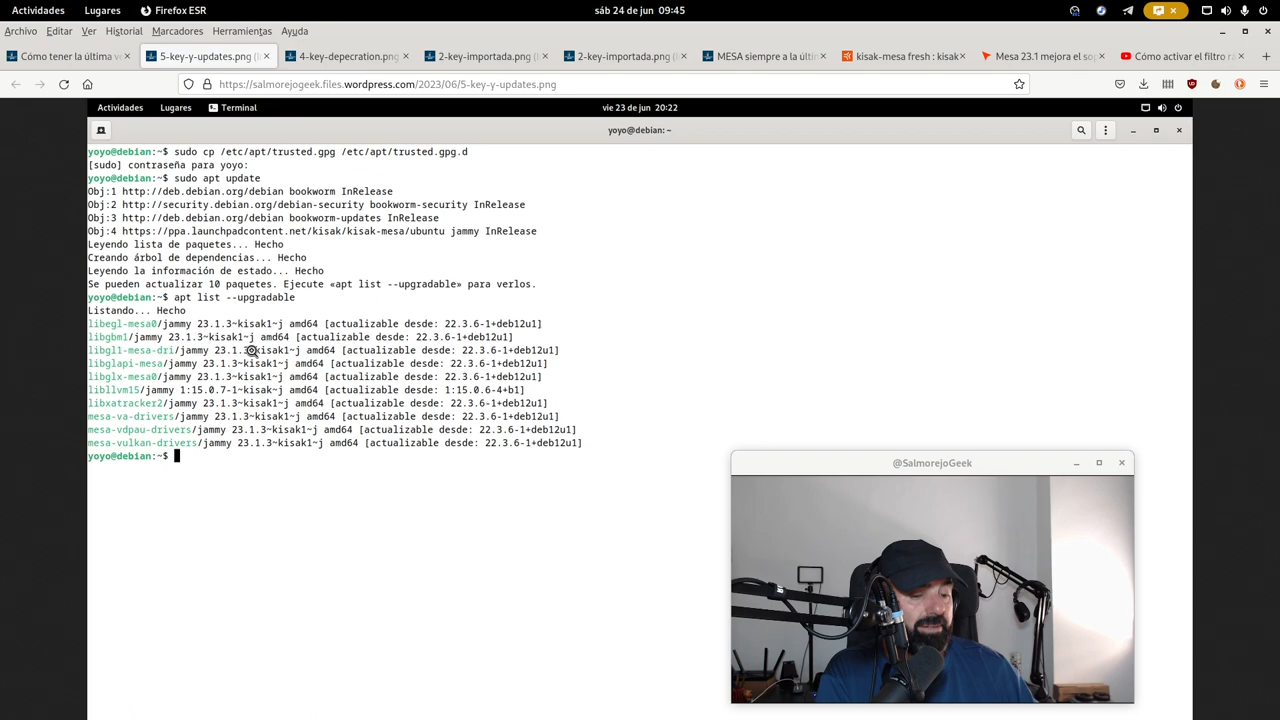 Actividades Lugares Firefox ESR sáb 24 de jun 09:45
Archivo Editar Ver Historial Marcadores Herramientas Ayuda
Cómo tener la última v 5-key-y-updates.png (I 4-key-depecration.png 2-key-importada.png (I 2-key-importada.png (I MESA siempre a la últi kisak-mesa fresh : kisak Mesa 23.1 mejora el so Cómo activar el filtro ra
https://salmorejogeek.files.wordpress.com/2023/06/5-key-y-updates.png
Actividades Lugares Terminal vie 23 de jun 20:22
yoyo@debian: ~
yoyo@debian:~$ sudo cp /etc/apt/trusted.gpg /etc/apt/trusted.gpg.d
[sudo] contraseña para yoyo:
yoyo@debian:~$ sudo apt update
Obj:1 http://deb.debian.org/debian bookworm InRelease
Obj:2 http://security.debian.org/debian-security bookworm-security InRelease
Obj:3 http://deb.debian.org/debian bookworm-updates InRelease
Obj:4 https://ppa.launchpadcontent.net/kisak/kisak-mesa/ubuntu jammy InRelease
Leyendo lista de paquetes... Hecho
Creando árbol de dependencias... Hecho
Leyendo la información de estado... Hecho
Se pueden actualizar 10 paquetes. Ejecute «apt list --upgradable» para verlos.
yoyo@debian:~$ apt list --upgradable
Listando... Hecho
libegl-mesa0/jammy 23.1.3~kisak1~j amd64 [actualizable desde: 22.3.6-1+deb12u1]
libgbm1/jammy 23.1.3~kisak1~j amd64 [actualizable desde: 22.3.6-1+deb12u1]
libgl1-mesa-dri/jammy 23.1.3~kisak1~j amd64 [actualizable desde: 22.3.6-1+deb12u1]
libglapi-mesa/jammy 23.1.3~kisak1~j amd64 [actualizable desde: 22.3.6-1+deb12u1]
libglx-mesa0/jammy 23.1.3~kisak1~j amd64 [actualizable desde: 22.3.6-1+deb12u1]
libllvm15/jammy 1:15.0.7-1~kisak~j amd64 [actualizable desde: 1:15.0.6-4+b1]
libxatracker2/jammy 23.1.3~kisak1~j amd64 [actualizable desde: 22.3.6-1+deb12u1]
mesa-va-drivers/jammy 23.1.3~kisak1~j amd64 [actualizable desde: 22.3.6-1+deb12u1]
mesa-vdpau-drivers/jammy 23.1.3~kisak1~j amd64 [actualizable desde: 22.3.6-1+deb12u1]
mesa-vulkan-drivers/jammy 23.1.3~kisak1~j amd64 [actualizable desde: 22.3.6-1+deb12u1]
yoyo@debian:~$
@SalmorejoGeek